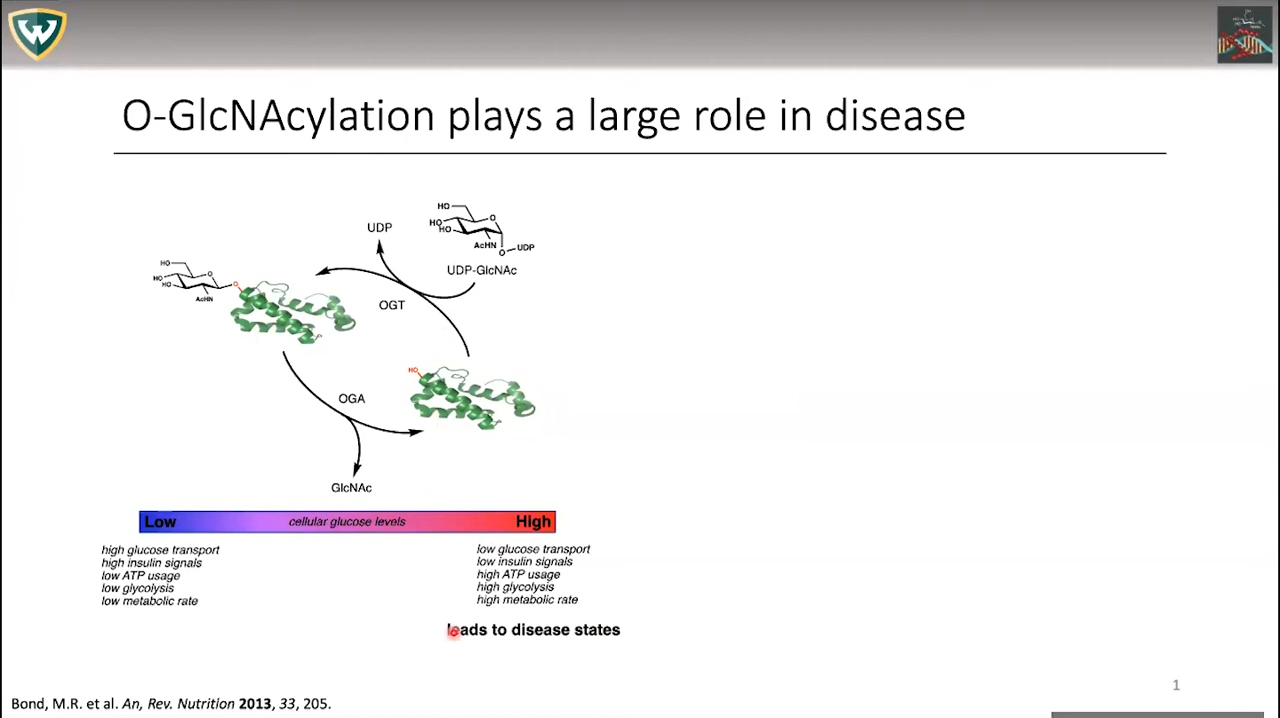 W
O-GlcNAcylation plays a large role in disease
UDP
HO
HO
HO
O
AcHN
O
UDP
UDP-GlcNAc
HO
HO
HO
O
AcHN
O
OGT
HO
OGA
GlcNAc
Low cellular glucose levels High
high glucose transport
high insulin signals
low ATP usage
low glycolysis
low metabolic rate
low glucose transport
low insulin signals
high ATP usage
high glycolysis
high metabolic rate
leads to disease states
1
Bond, M.R. et al. An, Rev. Nutrition 2013, 33, 205.